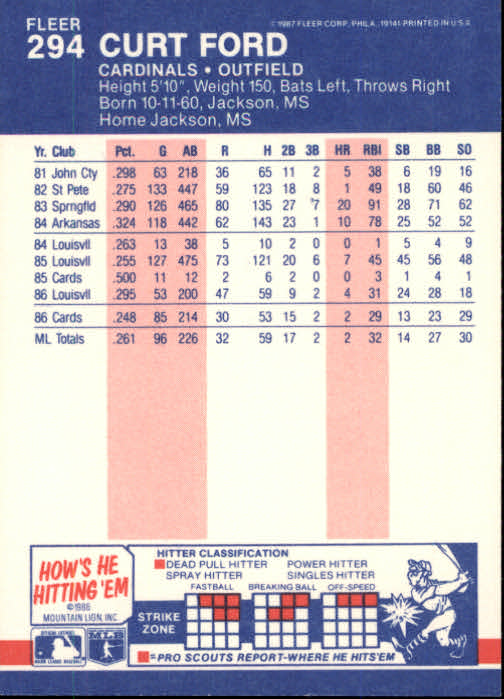 FLEER
294 CURT FORD
© 1987 FLEER CORP., PHILA., 19141-PRINTED IN U.S.A.
CARDINALS • OUTFIELD
Height 5'10", Weight 150, Bats Left, Throws Right
Born 10-11-60, Jackson, MS
Home Jackson, MS
Yr. Club Pct. G AB R H 2B 3B HR RBI SB BB SO
81 John Cty .298 63 218 36 65 11 2 5 38 6 19 16
82 St Pete .275 133 447 59 123 18 8 1 49 18 60 46
83 Sprngfld .290 126 465 80 135 27 7 20 91 28 71 62
84 Arkansas .324 118 442 62 143 23 1 10 78 25 52 52
84 Louisvll .263 13 38 5 10 2 0 0 1 5 4 9
85 Louisvll .255 127 475 73 121 20 6 7 45 45 56 48
85 Cards .500 11 12 2 6 2 0 0 3 1 4 1
86 Louisvll .295 53 200 47 59 9 2 4 31 24 28 18
86 Cards .248 85 214 30 53 15 2 2 29 13 23 29
ML Totals .261 96 226 32 59 17 2 2 32 14 27 30
HOW'S HE
HITTING 'EM
©1986
MOUNTAIN LION, INC
HITTER CLASSIFICATION
DEAD PULL HITTER POWER HITTER
SPRAY HITTER SINGLES HITTER
FASTBALL BREAKING BALL OFF-SPEED
STRIKE
ZONE
=PRO SCOUTS REPORT-WHERE HE HITS 'EM
MAJOR LEAGUE BASEBALL